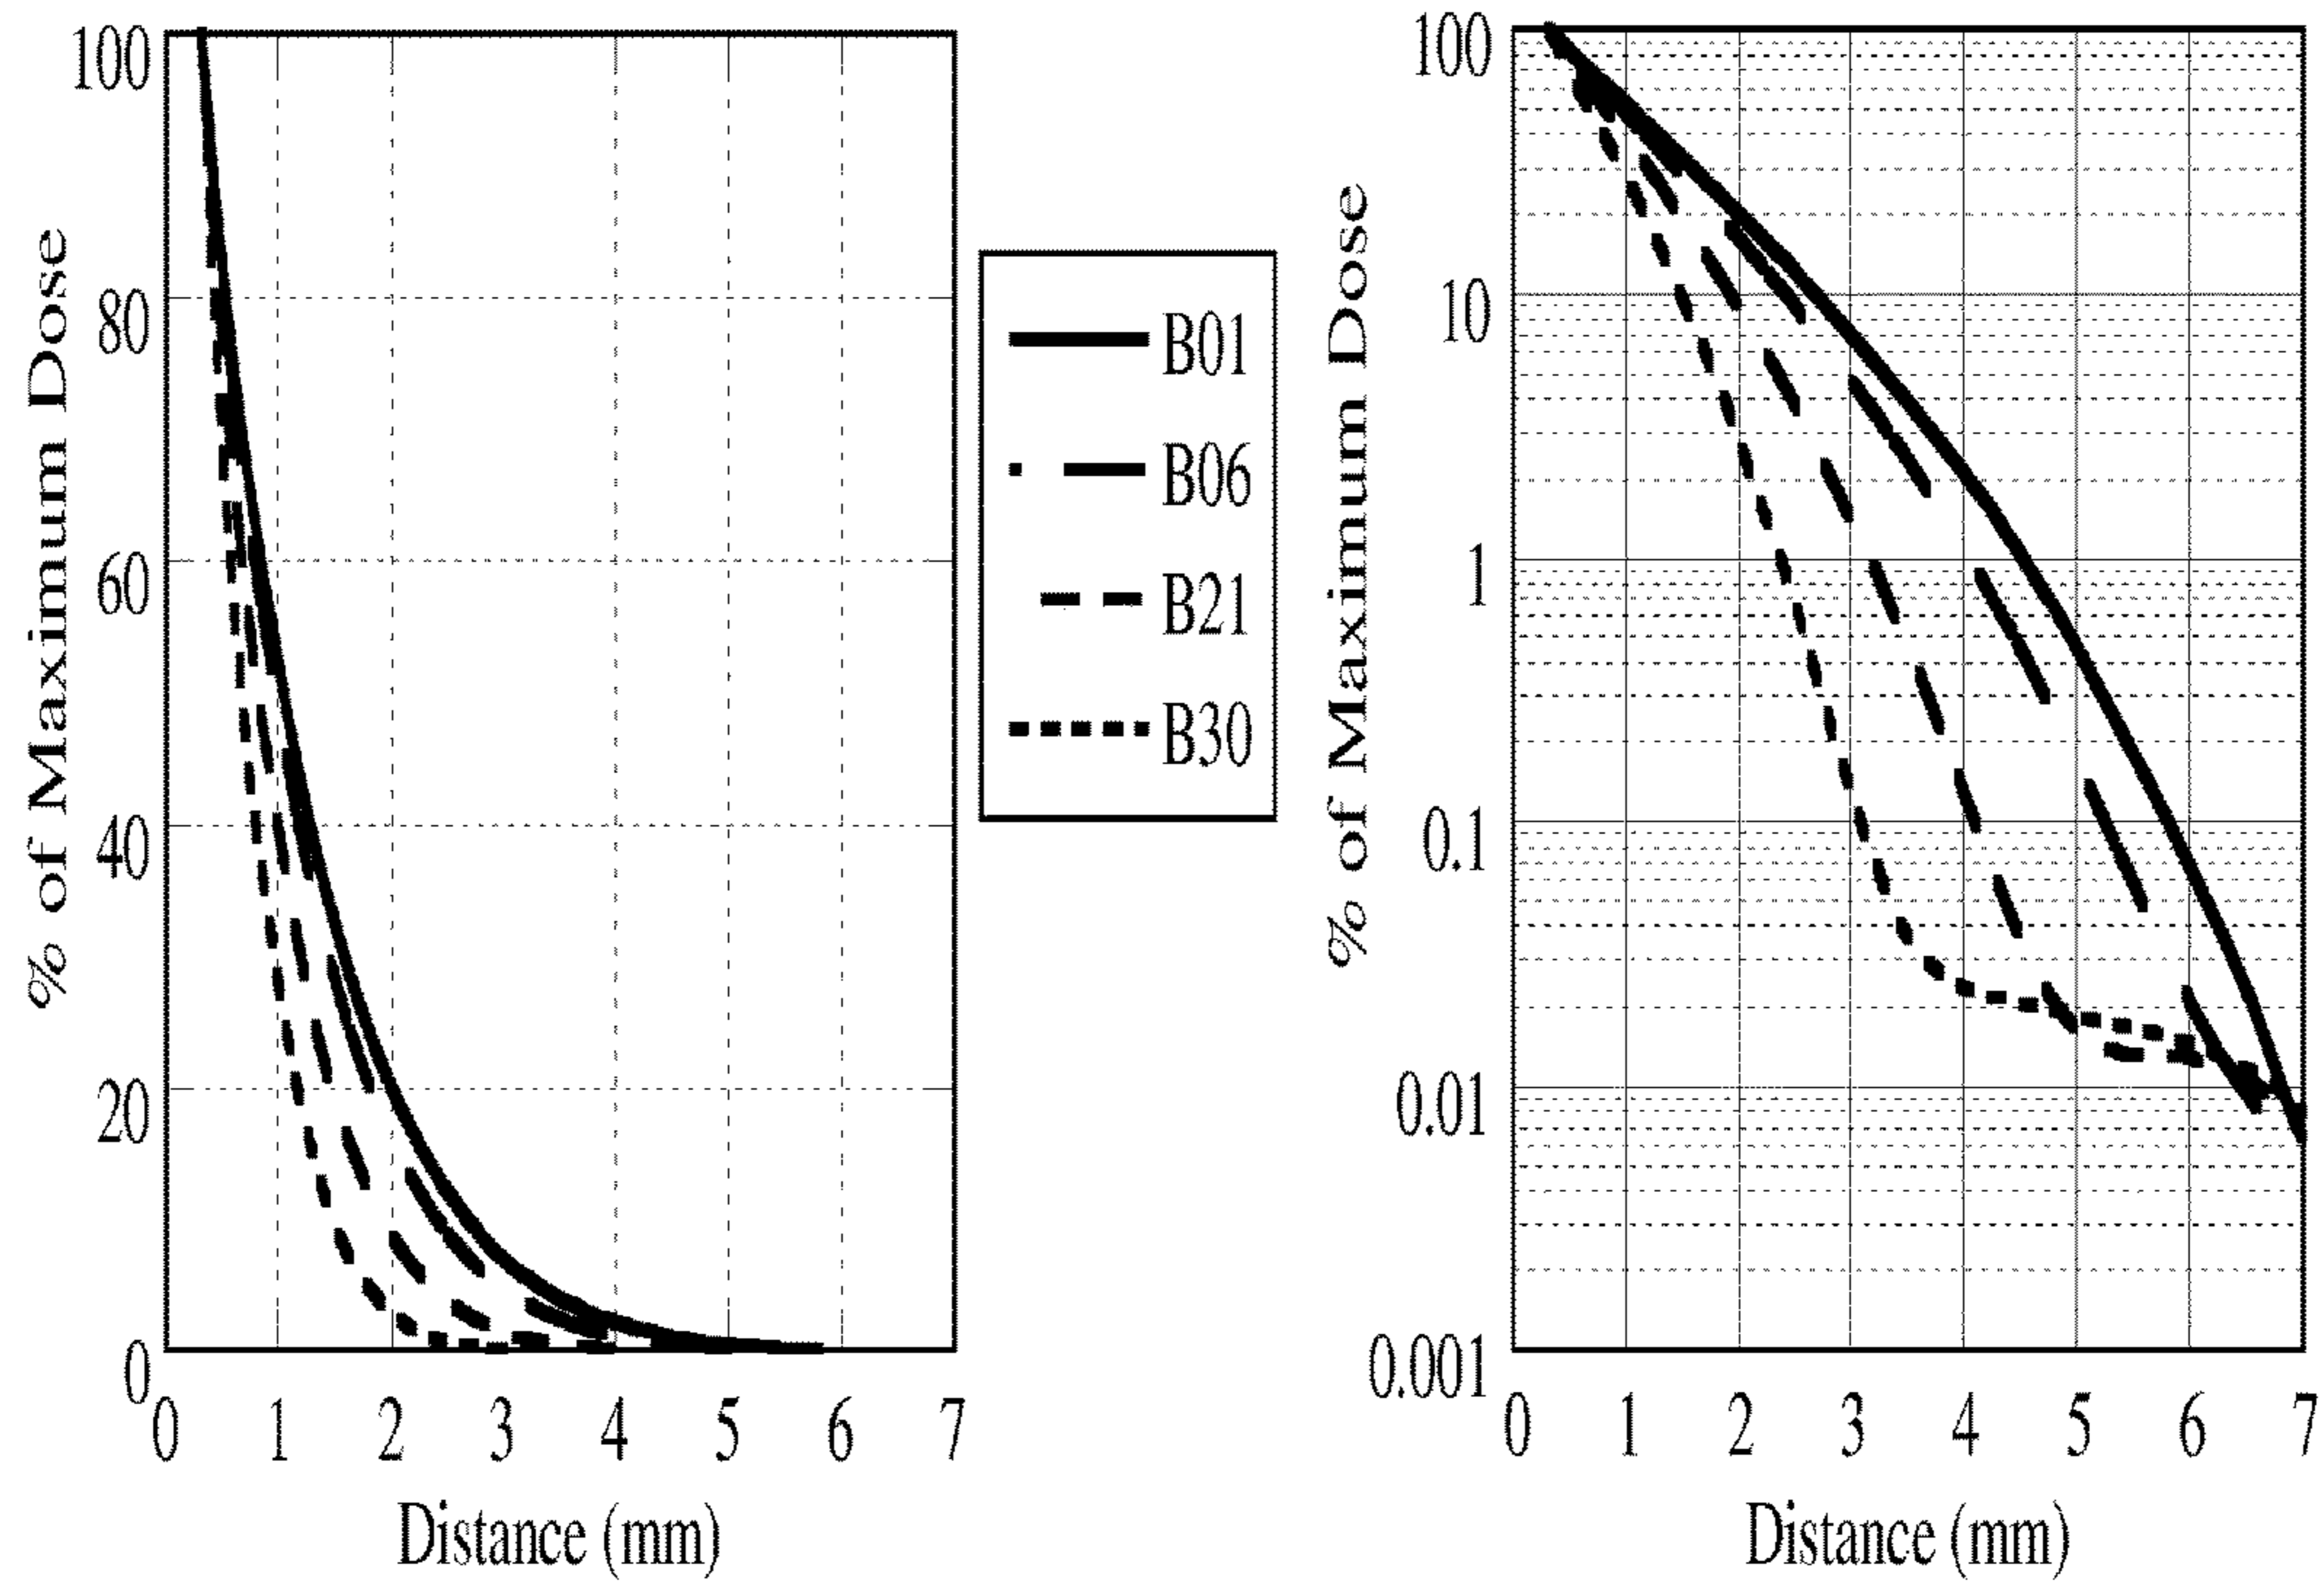 % of Maximum Dose
100
80
60
40
20
0
0 1 2 3 4 5 6 7
Distance (mm)
B01
B06
B21
B30
% of Maximum Dose
100
10
1
0.1
0.01
0.001
0 1 2 3 4 5 6 7
Distance (mm)